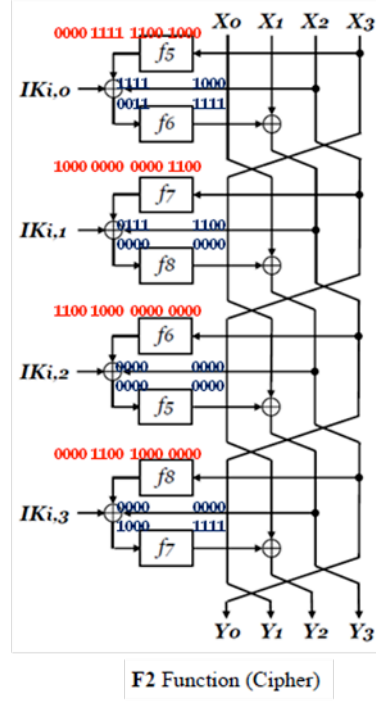 X0 X1 X2 X3
0000 1111 1100 1000
f5
IKi,0 1111 1000
0011 1111
f6
1000 0000 0000 1100
f7
IKi,1 0111 1100
0000 0000
f8
1100 1000 0000 0000
f6
IKi,2 0000 0000
0000 0000
f5
0000 1100 1000 0000
f8
IKi,3 0000 0000
1000 1111
f7
Y0 Y1 Y2 Y3
F2 Function (Cipher)